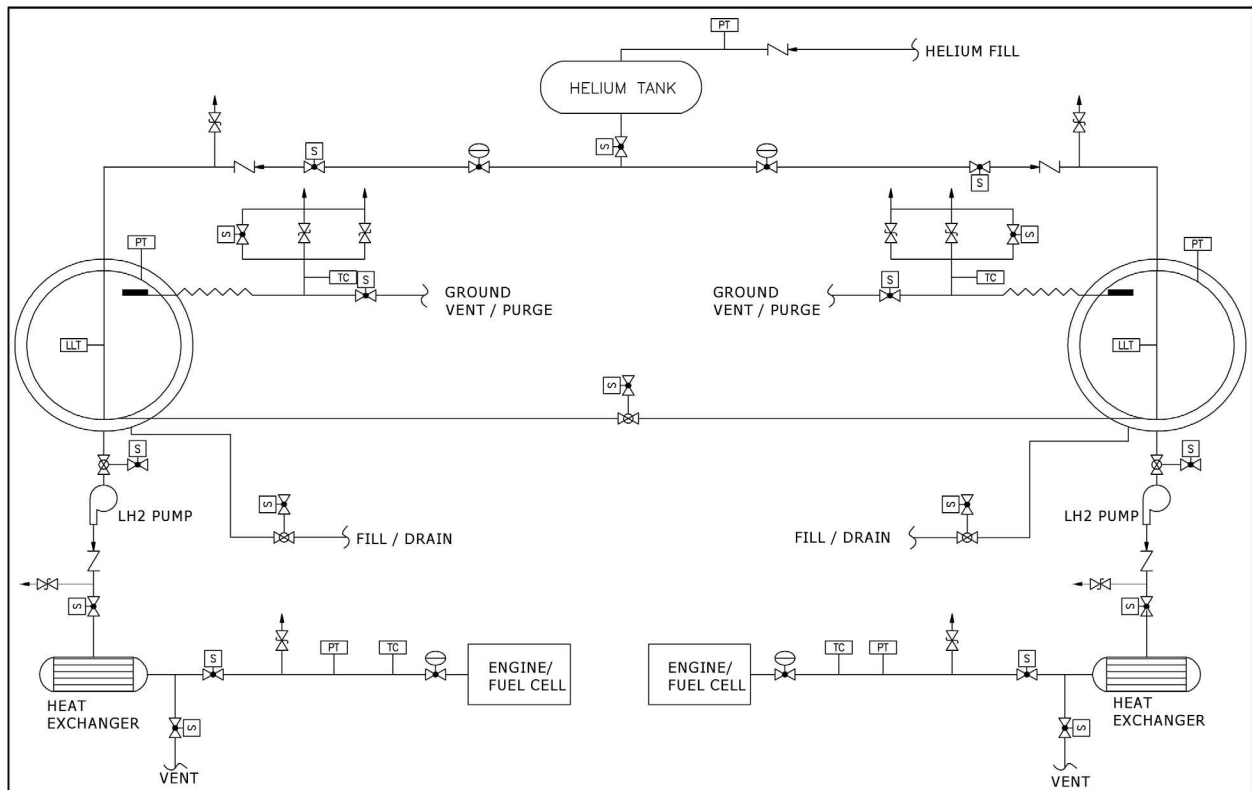 PT
HELIUM FILL
HELIUM TANK
S
S
S
S
S
PT
PT
TC
S
S
TC
GROUND
VENT / PURGE
GROUND
VENT / PURGE
LLT
LLT
S
S
S
LH2 PUMP
LH2 PUMP
S
S
FILL / DRAIN
FILL / DRAIN
S
S
S
PT
TC
ENGINE/
FUEL CELL
ENGINE/
FUEL CELL
TC
PT
S
HEAT
EXCHANGER
HEAT
EXCHANGER
S
S
VENT
VENT